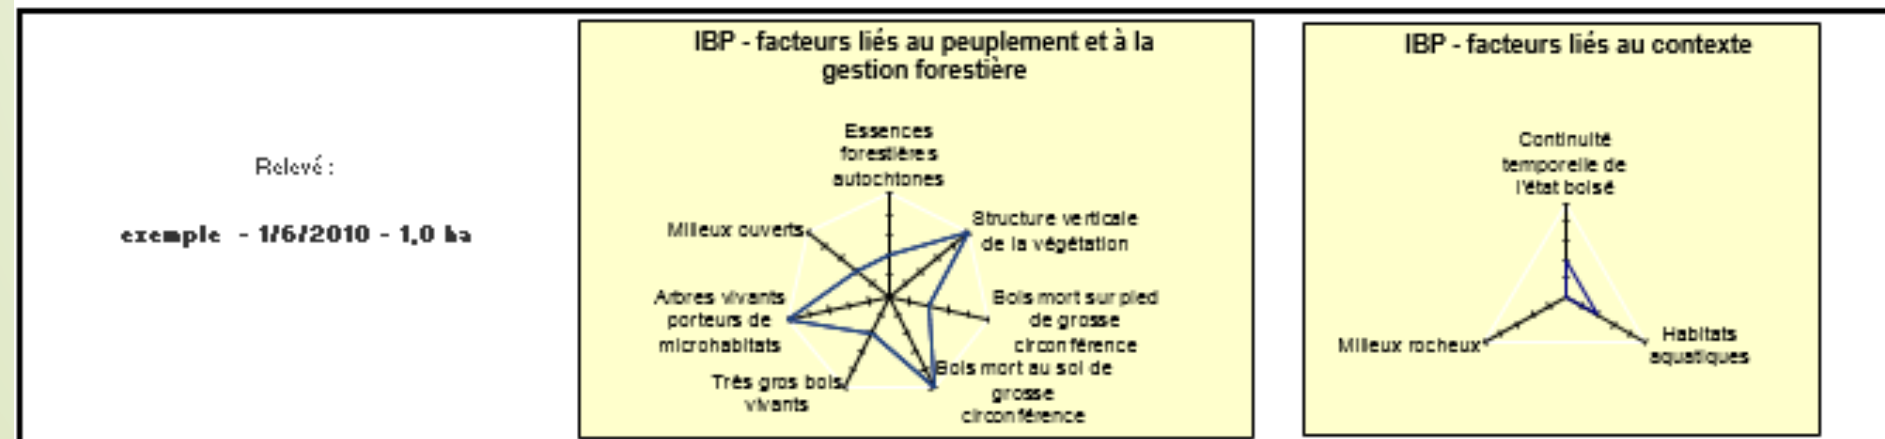 IBP - facteurs liés au peuplement et à la
gestion forestière
IBP - facteurs liés au contexte
Relevé :
exemple - 1/6/2010 - 1,0 ha
Essences
forestières
autochtones
Structure verticale
de la végétation
Bois mort sur pied
de grosse
circonférence
Bois mort au sol de
grosse
circonférence
Très gros bois
vivants
Arbres vivants
porteurs de
microhabitats
Milieux ouverts
Continuité
temporelle de
l'état boisé
Habitats
aquatiques
Milieux rocheux